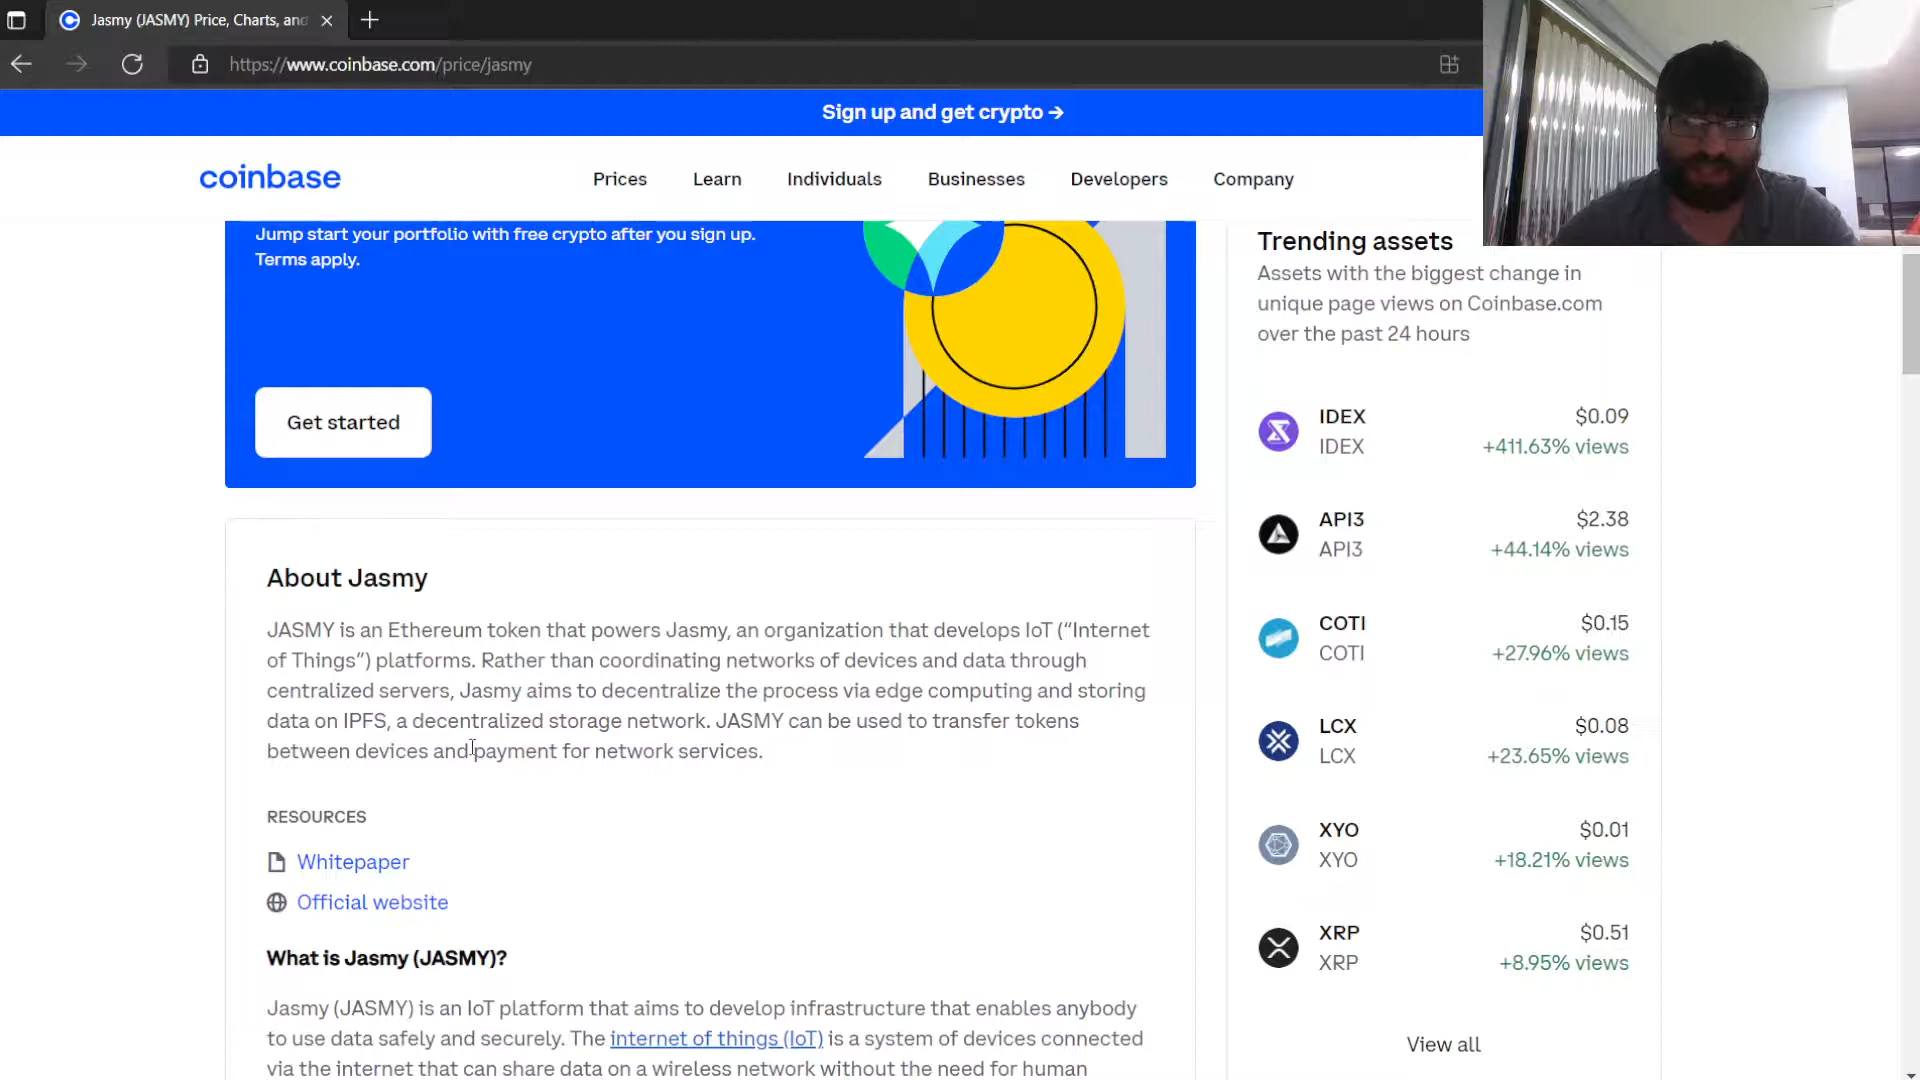 Jasmy (JASMY) Price, Charts, and
https://www.coinbase.com/price/jasmy
Sign up and get crypto →
coinbase
Prices
Learn
Individuals
Businesses
Developers
Company
Jump start your portfolio with free crypto after you sign up.
Terms apply.
Get started
About Jasmy
JASMY is an Ethereum token that powers Jasmy, an organization that develops IoT (“Internet
of Things”) platforms. Rather than coordinating networks of devices and data through
centralized servers, Jasmy aims to decentralize the process via edge computing and storing
data on IPFS, a decentralized storage network. JASMY can be used to transfer tokens
between devices and payment for network services.
RESOURCES
Whitepaper
Official website
What is Jasmy (JASMY)?
Jasmy (JASMY) is an IoT platform that aims to develop infrastructure that enables anybody
to use data safely and securely. The internet of things (IoT) is a system of devices connected
via the internet that can share data on a wireless network without the need for human
Trending assets
Assets with the biggest change in
unique page views on Coinbase.com
over the past 24 hours
IDEX $0.09
IDEX +411.63% views
API3 $2.38
API3 +44.14% views
COTI $0.15
COTI +27.96% views
LCX $0.08
LCX +23.65% views
XYO $0.01
XYO +18.21% views
XRP $0.51
XRP +8.95% views
View all